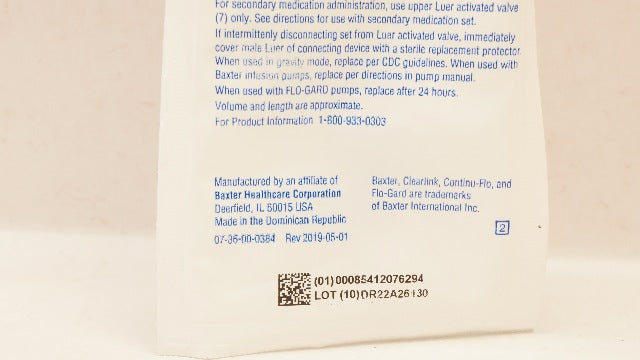 For secondary medication administration, use upper Luer activated valve
(7) only. See directions for use with secondary medication set.
If intermittenly disconnecting set from Luer activated valve, immediately
cover male Luer of connecting device with a sterile replacement protector.
When used in gravity mode, replace per CDC guidelines. When used with
Baxter infusion pumps, replace per directions in pump manual.
When used with FLO-GARD pumps, replace after 24 hours.
Volume and length are approximate.
For Product Information 1-800-933-0303
Manufactured by an affiliate of
Baxter Healthcare Corporation
Deerfield, IL 60015 USA
Made in the Dominican Republic
07-36-00-0384 Rev 2019-05-01
Baxter, Clearlink, Continu-Flo, and
Flo-Gard are trademarks
of Baxter International Inc.
2
(01)00085412076294
LOT (10)DR22A26130